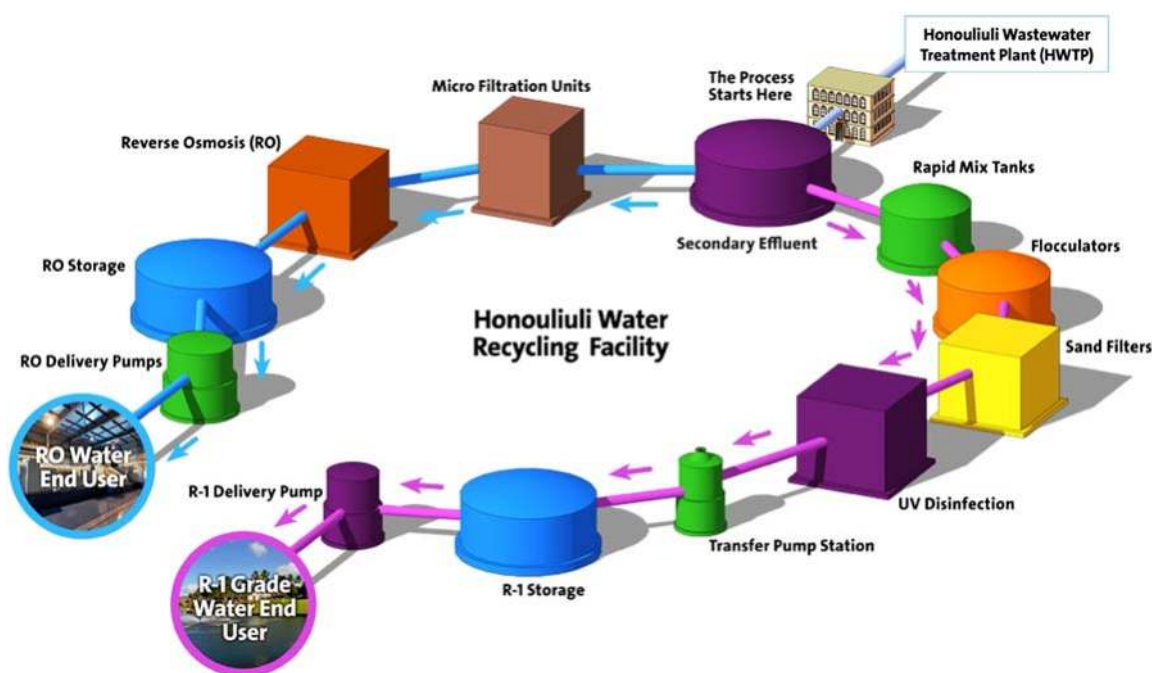 Honouliuli Wastewater
Treatment Plant (HWTP)
The Process
Starts Here
Micro Filtration Units
Reverse Osmosis (RO)
Rapid Mix Tanks
Secondary Effluent
Flocculators
RO Storage
Honouliuli Water
Recycling Facility
Sand Filters
RO Delivery Pumps
RO Water
End User
R-1 Delivery Pump
UV Disinfection
Transfer Pump Station
R-1 Storage
R-1 Grade-
Water End
User